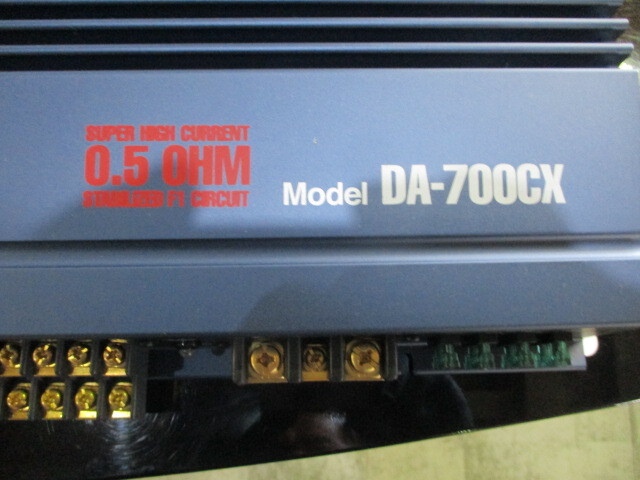 SUPER HIGH CURRENT
0.5 OHM
STABILIZED F1 CIRCUIT
Model DA-700CX